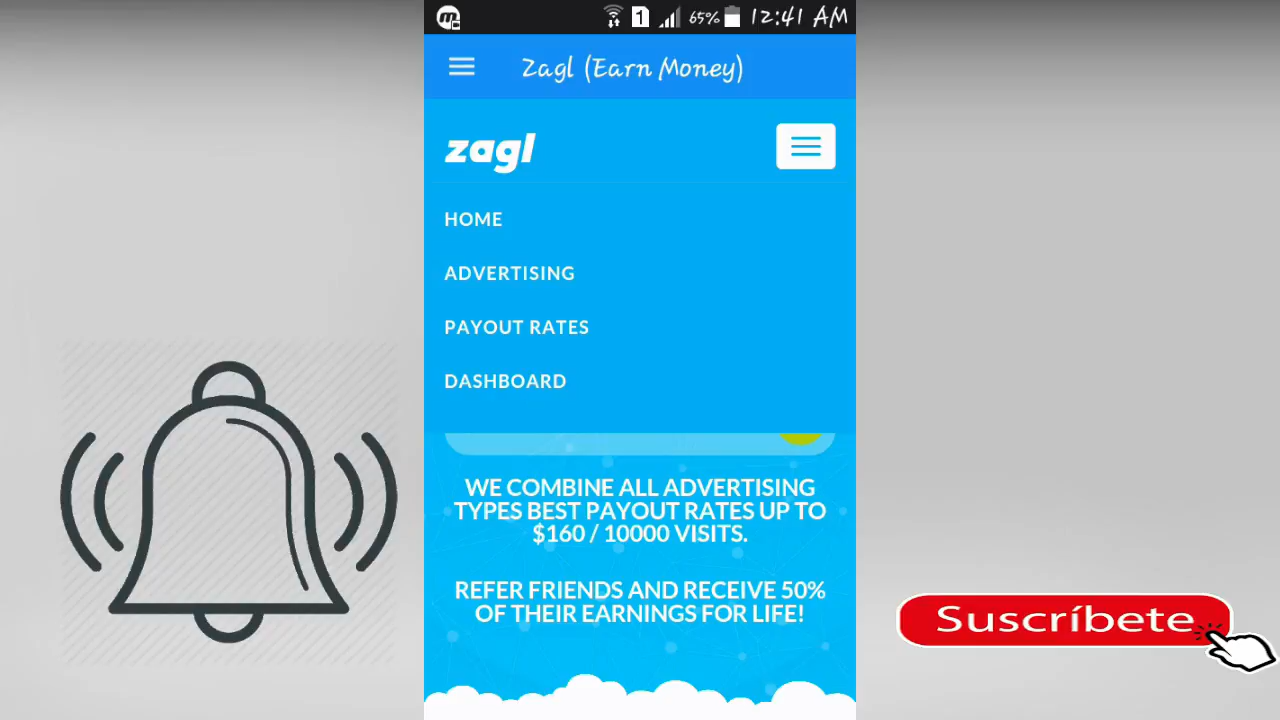 1 65% 12:41 AM
Zagl (Earn Money)
zagl
HOME
ADVERTISING
PAYOUT RATES
DASHBOARD
WE COMBINE ALL ADVERTISING
TYPES BEST PAYOUT RATES UP TO
$160 / 10000 VISITS.
REFER FRIENDS AND RECEIVE 50%
OF THEIR EARNINGS FOR LIFE!
Suscríbete